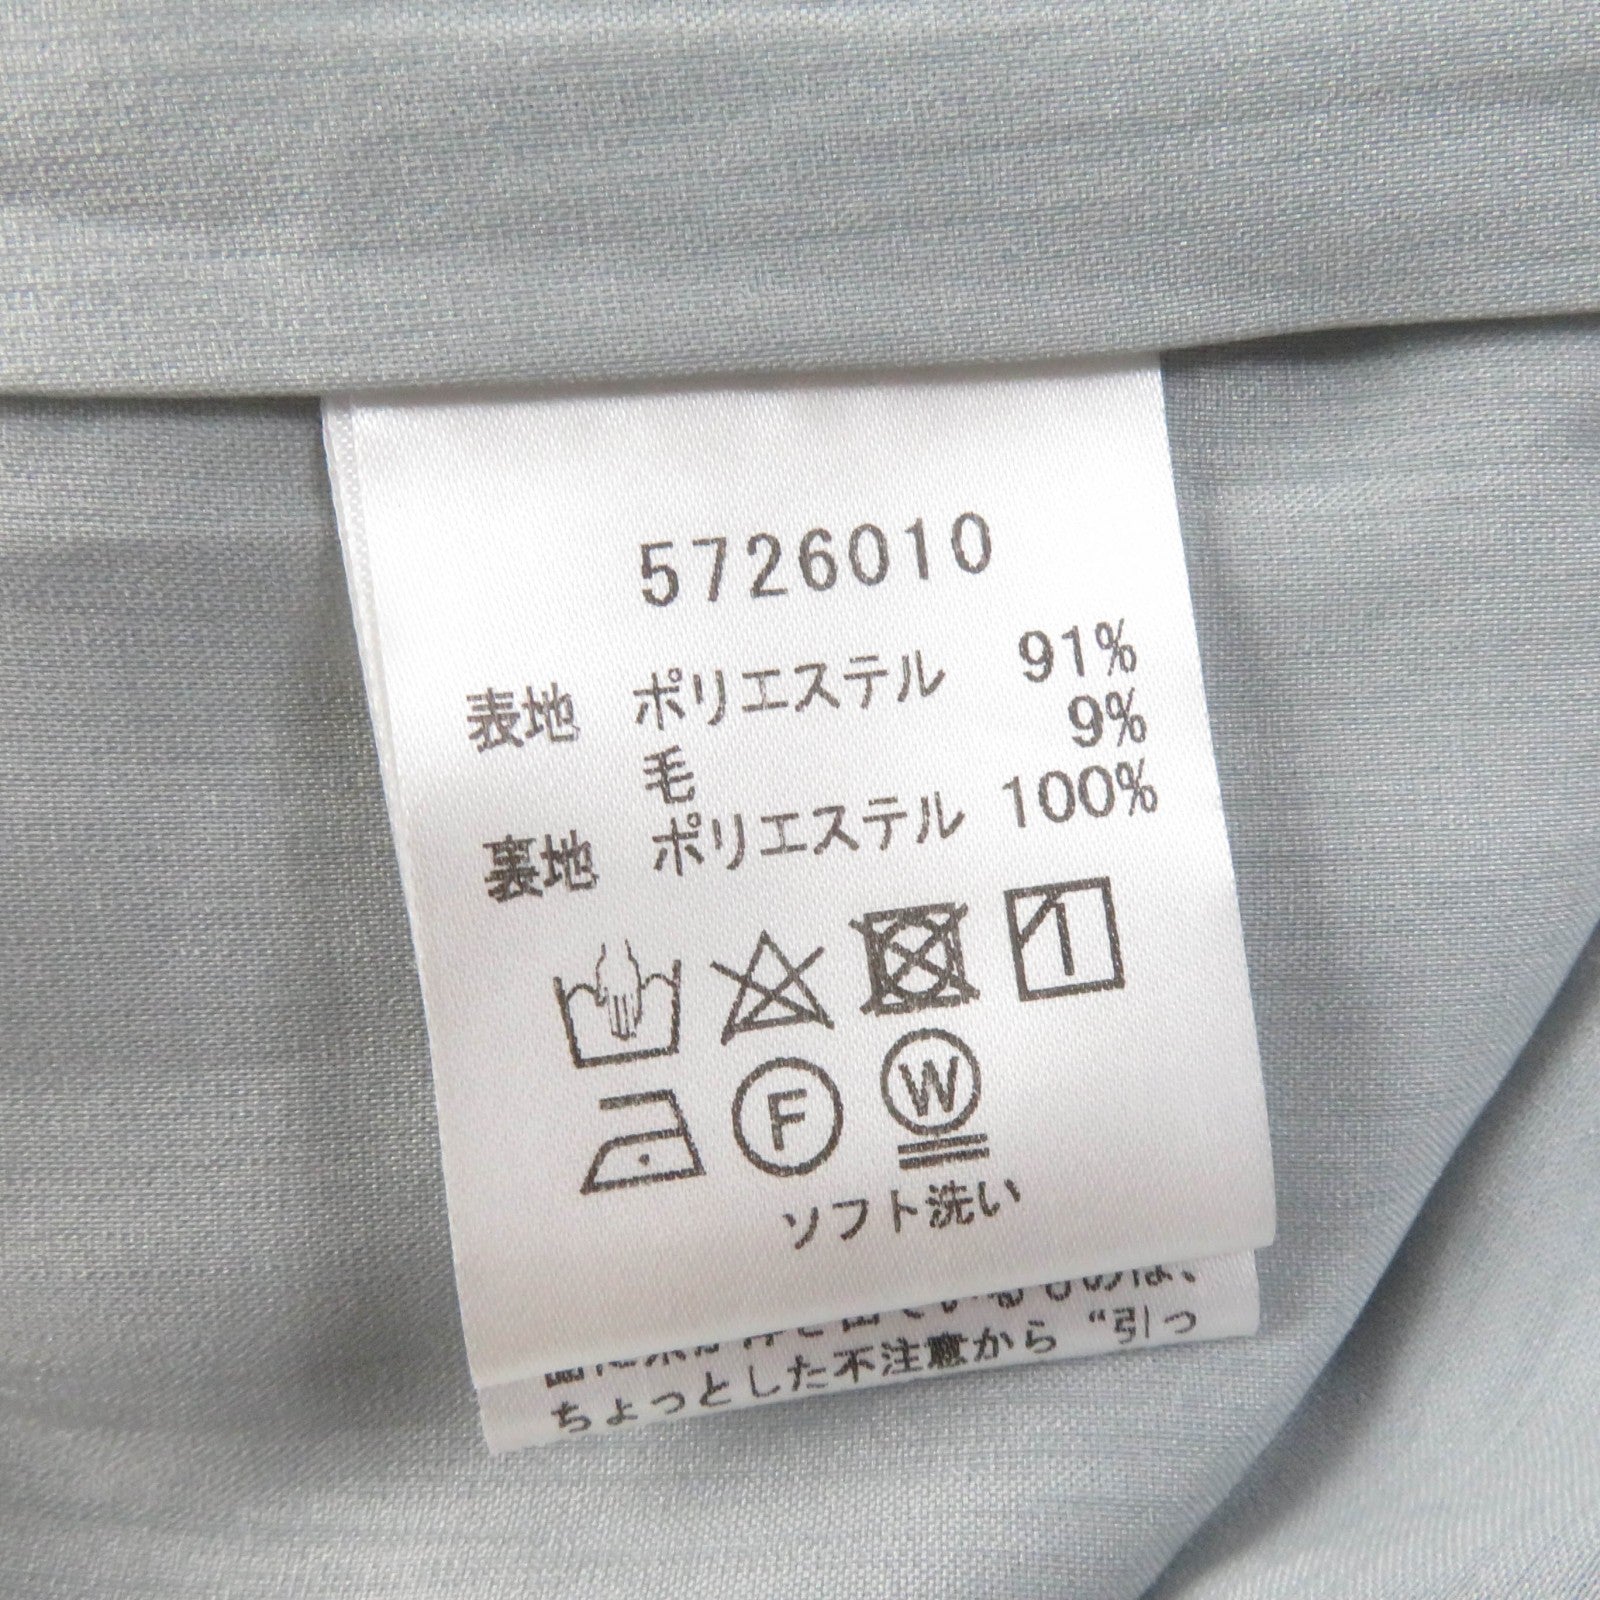 5726010
表地 ポリエステル 91%
毛 9%
裏地 ポリエステル 100%
F W
ソフト洗い
ちょっとした不注意から “引っ